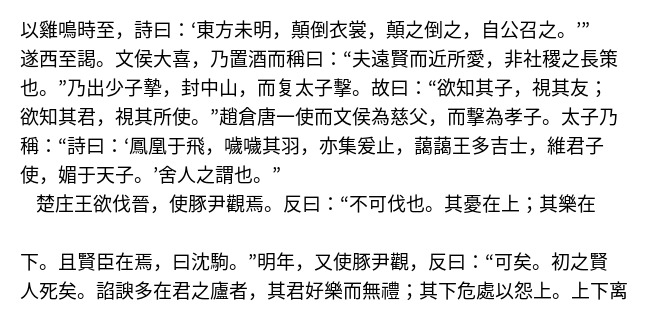 以雞鳴時至，詩曰：‘東方未明，顛倒衣裳，顛之倒之，自公召之。’”
遂西至謁。文侯大喜，乃置酒而稱曰：“夫遠賢而近所愛，非社稷之長策
也。”乃出少子摯，封中山，而复太子擊。故曰：“欲知其子，視其友；
欲知其君，視其所使。”趙倉唐一使而文侯為慈父，而擊為孝子。太子乃
稱：“詩曰：‘鳳凰于飛，噦噦其羽，亦集爰止，藹藹王多吉士，維君子
使，媚于天子。’舍人之謂也。”
楚庄王欲伐晉，使豚尹觀焉。反曰：“不可伐也。其憂在上；其樂在
下。且賢臣在焉，曰沈駒。”明年，又使豚尹觀，反曰：“可矣。初之賢
人死矣。諂諛多在君之廬者，其君好樂而無禮；其下危處以怨上。上下离